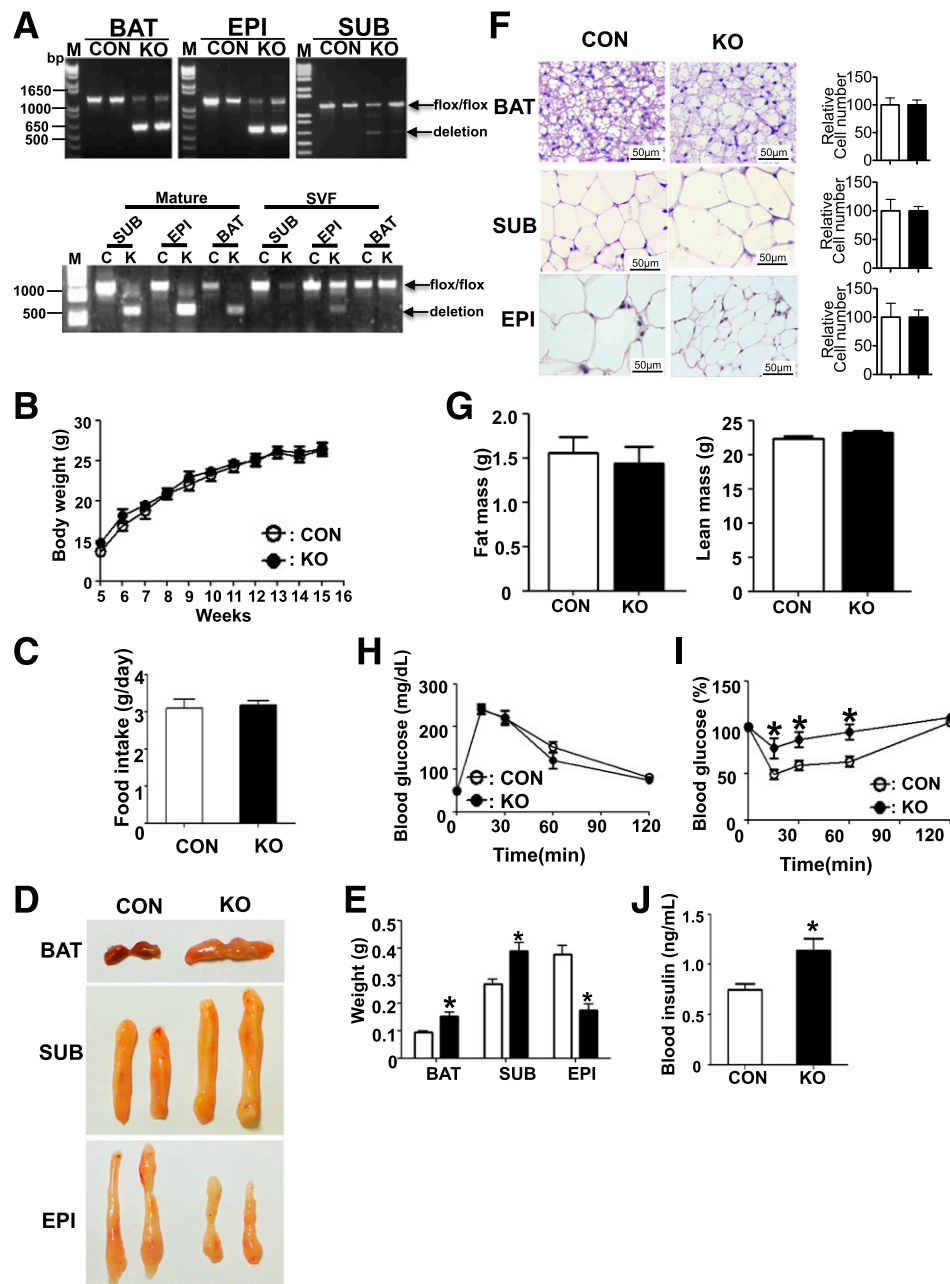 A
BAT EPI SUB
M CON KO M CON KO M CON KO
bp
1650
1000
650
500
flox/flox
deletion
Mature SVF
SUB EPI BAT SUB EPI BAT
M C K C K C K C K C K C K
1000
500
flox/flox
deletion
B
Body weight (g)
30
25
15
0
5 6 7 8 9 10 11 12 13 14 15 16
Weeks
: CON
: KO
C
Food intake (g/day)
4
3
2
1
0
CON KO
D
CON KO
BAT
SUB
EPI
E
Weight (g)
0.5
0.4
0.3
0.2
0.1
0
* * *
BAT SUB EPI
F
CON KO
BAT
50μm 50μm
Relative
Cell number
150
100
50
0
SUB
50μm 50μm
Relative
Cell number
150
100
50
0
EPI
50μm 50μm
Relative
Cell number
150
100
50
0
G
Fat mass (g)
2.0
1.5
1.0
0.5
0
CON KO
Lean mass (g)
25
20
15
10
5
0
CON KO
H
Blood glucose (mg/dL)
300
200
100
0
0 30 60 90 120
Time(min)
: CON
: KO
I
Blood glucose (%)
150
100
50
0
* * *
0 30 60 120
Time(min)
: CON
: KO
J
Blood insulin (ng/mL)
1.5
1.0
0.5
0
*
CON KO